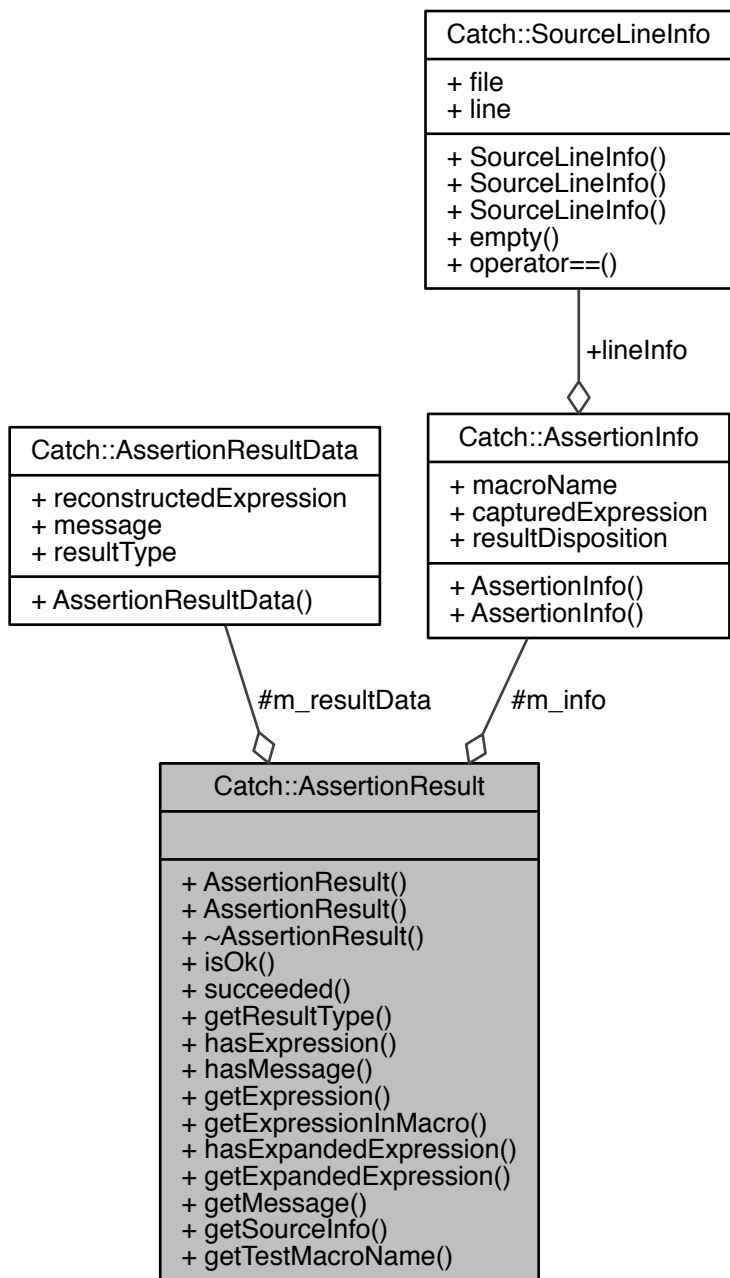 Catch::SourceLineInfo
+ file
+ line
+ SourceLineInfo()
+ SourceLineInfo()
+ SourceLineInfo()
+ empty()
+ operator==()
+lineInfo
Catch::AssertionResultData
+ reconstructedExpression
+ message
+ resultType
+ AssertionResultData()
Catch::AssertionInfo
+ macroName
+ capturedExpression
+ resultDisposition
+ AssertionInfo()
+ AssertionInfo()
#m_resultData
#m_info
Catch::AssertionResult
+ AssertionResult()
+ AssertionResult()
+ ~AssertionResult()
+ isOk()
+ succeeded()
+ getResultType()
+ hasExpression()
+ hasMessage()
+ getExpression()
+ getExpressionInMacro()
+ hasExpandedExpression()
+ getExpandedExpression()
+ getMessage()
+ getSourceInfo()
+ getTestMacroName()